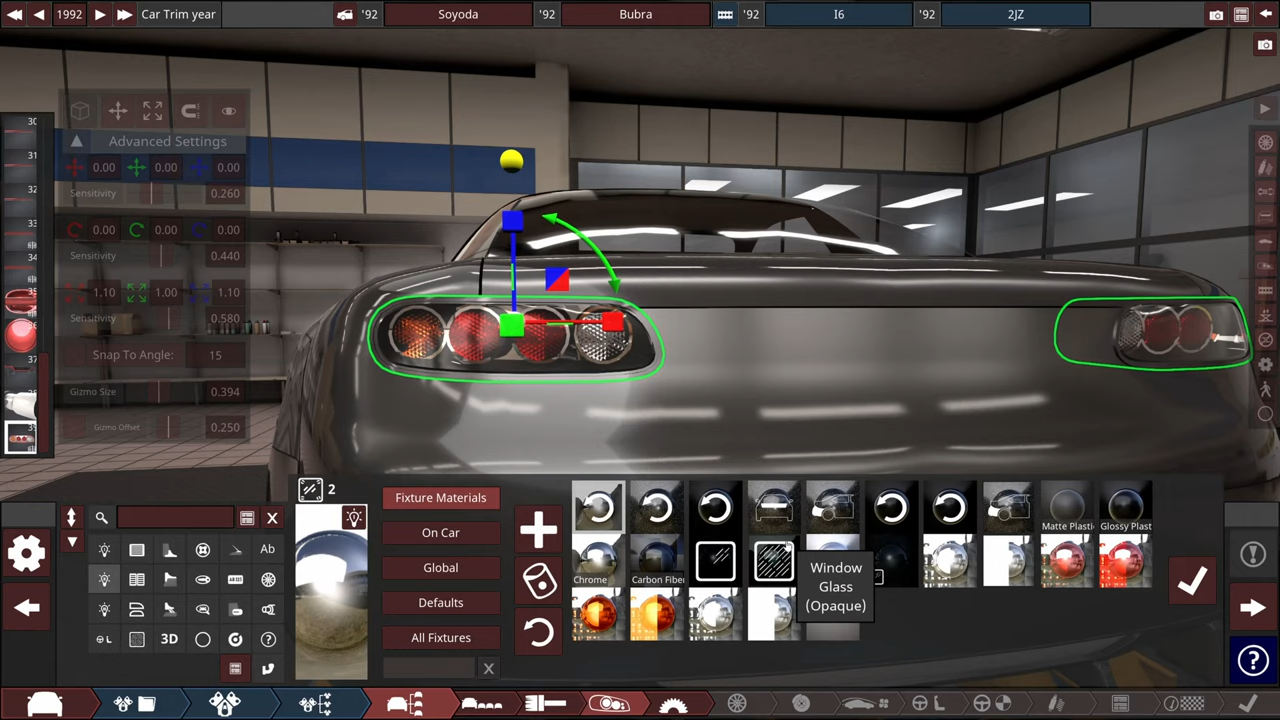 1992 Car Trim year '92 Soyoda '92 Bubra '92 I6 '92 2JZ
Advanced Settings
0.00 0.00 0.00
Sensitivity 0.260
0.00 0.00 0.00
Sensitivity 0.440
1.10 1.00 1.10
Sensitivity 0.580
Snap To Angle: 15
Gizmo Size 0.394
Gizmo Offset 0.250
30
31
32
33
34
35
36
37
2
Fixture Materials
On Car
Global
Defaults
All Fixtures
X
Matte Plasti
Glossy Plast
Chrome
Carbon Fiber
Window
Glass
(Opaque)
X
Ab
3D
L
?
?